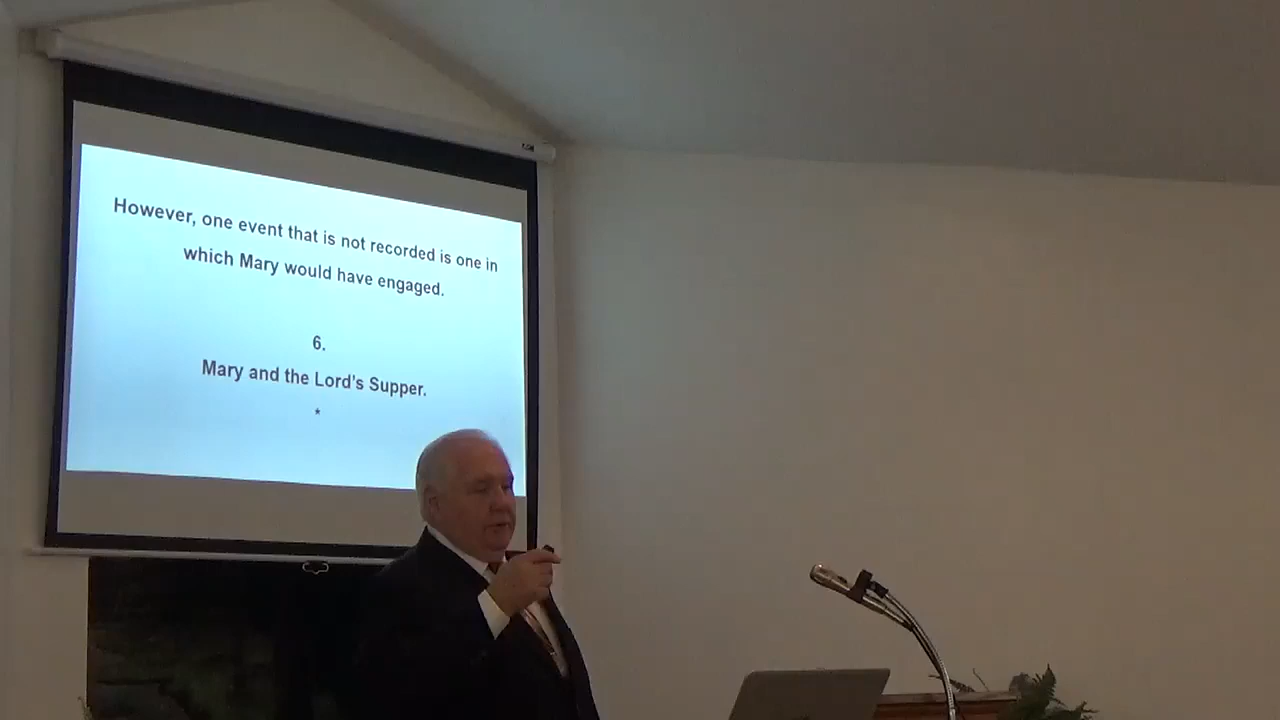 However, one event that is not recorded is one in
which Mary would have engaged.
6.
Mary and the Lord's Supper.
*